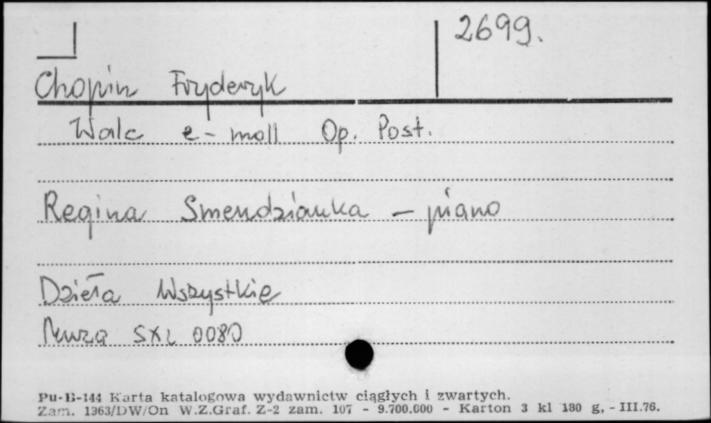 2699.
Chopin Fryderyk
Walc e-moll Op. Post.
Regina Smendzianka - piano
Dzieła Wszystkie
Muza SXL 0080
Pu-B-144 Karta katalogowa wydawnictw ciągłych i zwartych.
Zam. 1363/DW/On W.Z.Graf. Z-2 zam. 107 - 9.700.000 - Karton 3 kl 180 g. - III.76.